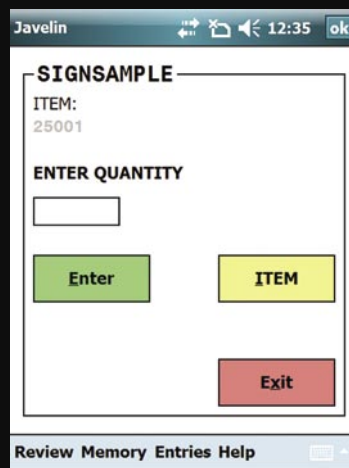 Javelin 12:35 ok
SIGNSAMPLE
ITEM:
25001
ENTER QUANTITY
Enter ITEM
Exit
Review Memory Entries Help